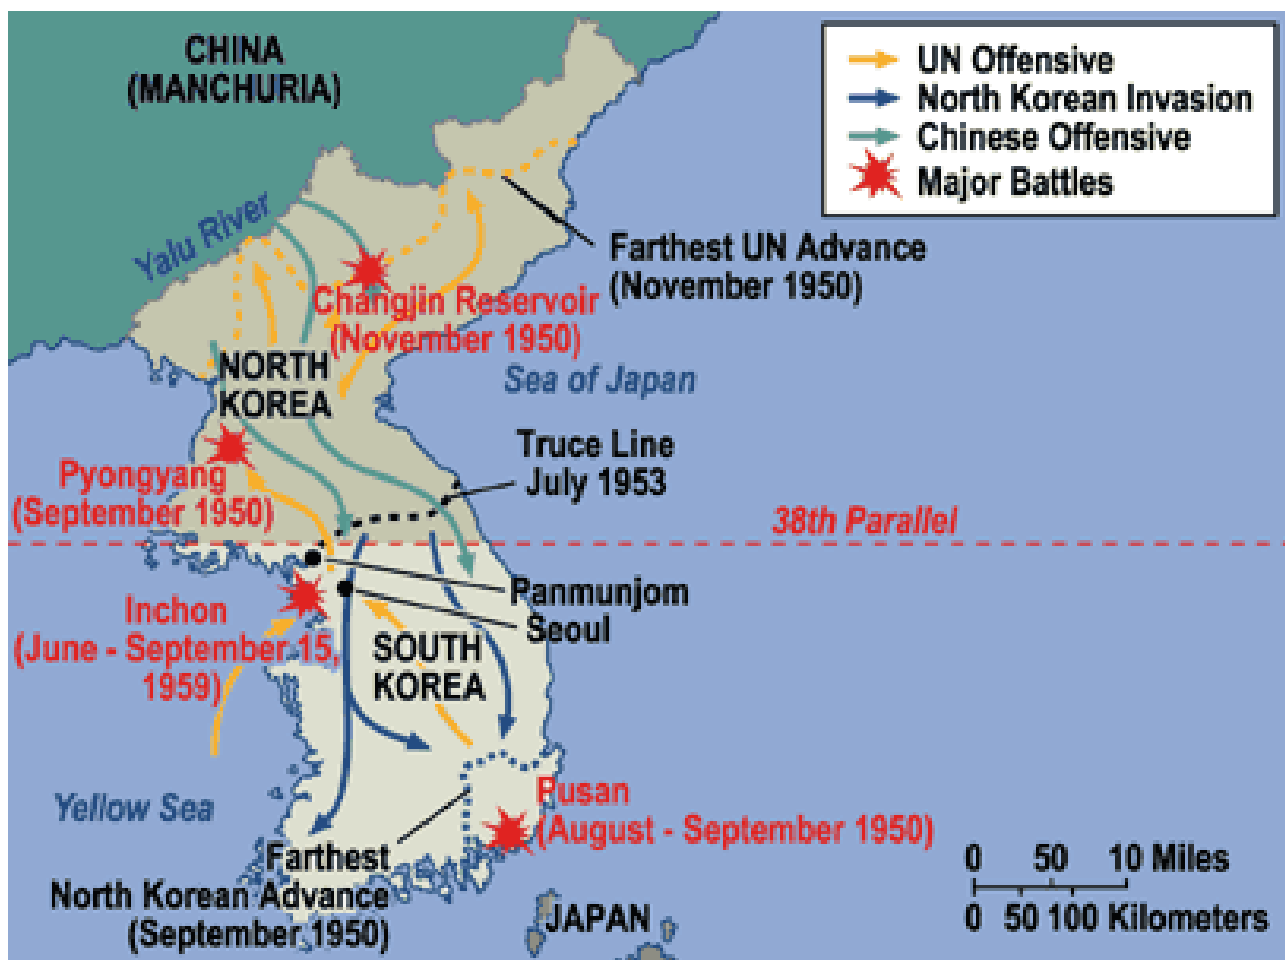 CHINA
(MANCHURIA)
UN Offensive
North Korean Invasion
Chinese Offensive
Major Battles
Yalu River
Farthest UN Advance
(November 1950)
Changjin Reservoir
(November 1950)
NORTH
KOREA
Sea of Japan
Truce Line
July 1953
Pyongyang
(September 1950)
38th Parallel
Panmunjom
Seoul
Inchon
(June - September 15,
1959)
SOUTH
KOREA
Yellow Sea
Pusan
(August - September 1950)
Farthest
North Korean Advance
(September 1950)
JAPAN
0 50 10 Miles
0 50 100 Kilometers